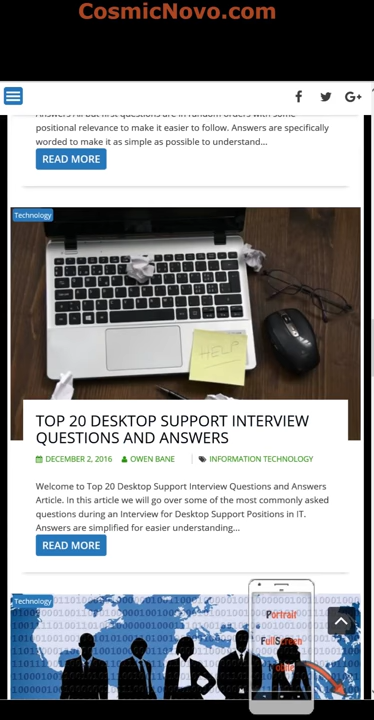 CosmicNovo.com
G+
Answers All but first questions are in random orders with some
positional relevance to make it easier to follow. Answers are specifically
worded to make it as simple as possible to understand...
READ MORE
Technology
HELP
TOP 20 DESKTOP SUPPORT INTERVIEW
QUESTIONS AND ANSWERS
DECEMBER 2, 2016 OWEN BANE INFORMATION TECHNOLOGY
Welcome to Top 20 Desktop Support Interview Questions and Answers
Article. In this article we will go over some of the most commonly asked
questions during an Interview for Desktop Support Positions in IT.
Answers are simplified for easier understanding...
READ MORE
Technology
Portrait
FullScreen